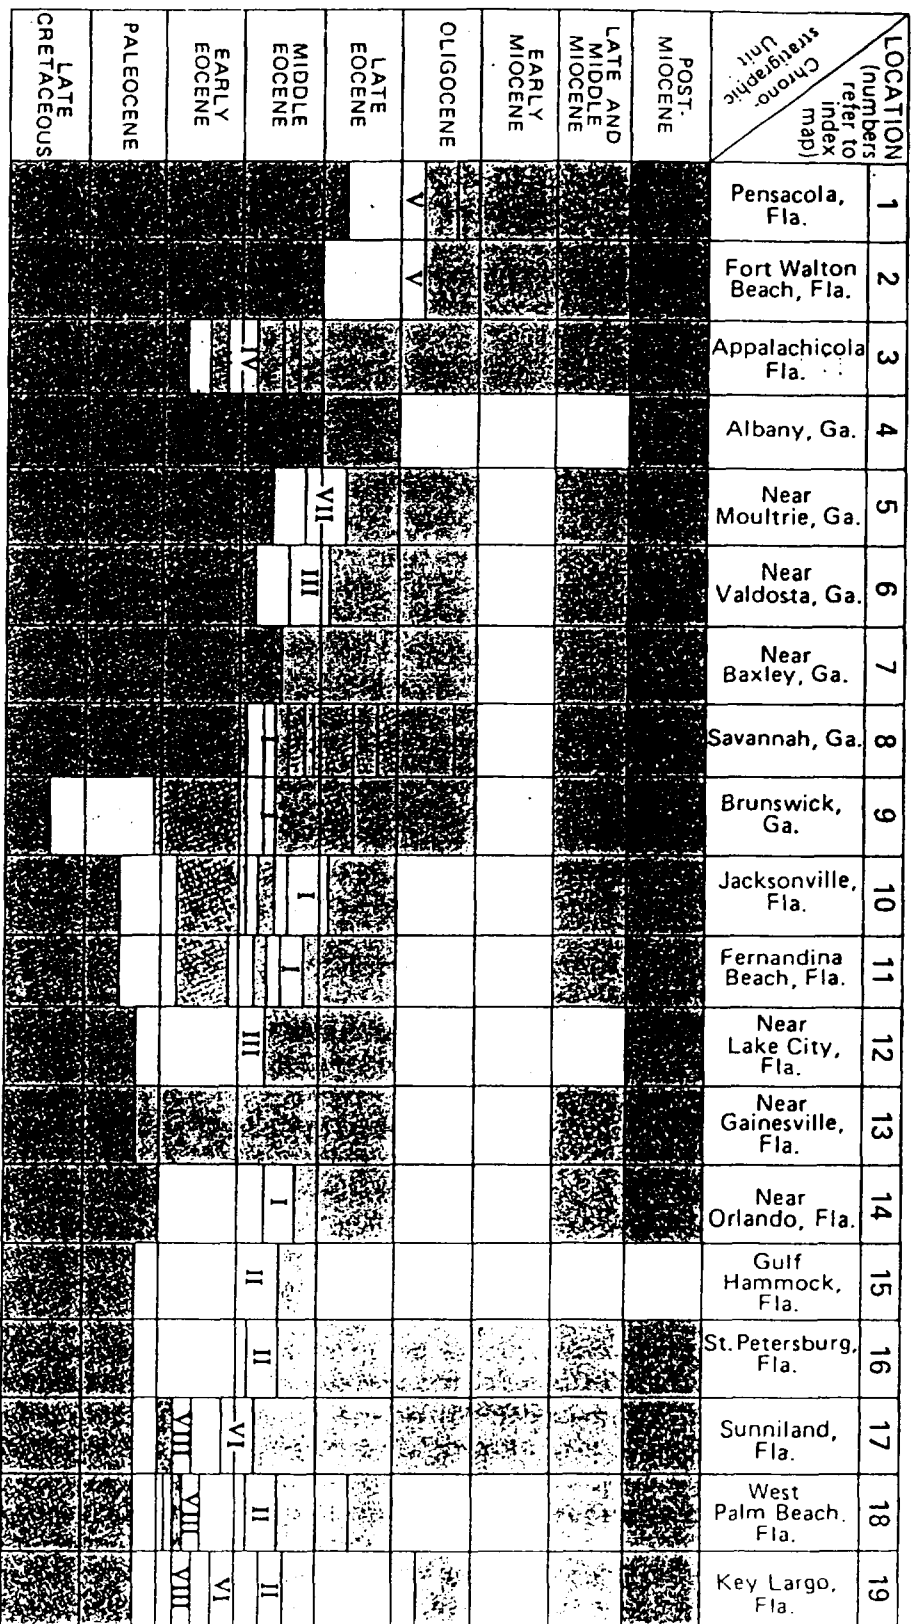 LOCATION
(numbers
refer to
index
map)
Chrono-
stratigraphic
Unit
POST-
MIOCENE
LATE AND
MIDDLE
MIOCENE
EARLY
MIOCENE
OLIGOCENE
LATE
EOCENE
MIDDLE
EOCENE
EARLY
EOCENE
PALEOCENE
LATE
CRETACEOUS
1
Pensacola,
Fla.
V
2
Fort Walton
Beach, Fla.
V
3
Appalachicola
Fla.
IV
4
Albany, Ga.
5
Near
Moultrie, Ga.
VII
6
Near
Valdosta, Ga.
III
7
Near
Baxley, Ga.
8
Savannah, Ga.
I
9
Brunswick,
Ga.
I
10
Jacksonville,
Fla.
I
11
Fernandina
Beach, Fla.
I
12
Near
Lake City,
Fla.
III
13
Near
Gainesville,
Fla.
14
Near
Orlando, Fla.
I
15
Gulf
Hammock,
Fla.
II
16
St. Petersburg,
Fla.
II
17
Sunniland,
Fla.
VI
VIII
18
West
Palm Beach.
Fla.
II
VIII
19
Key Largo,
Fla.
II
VI
VIII